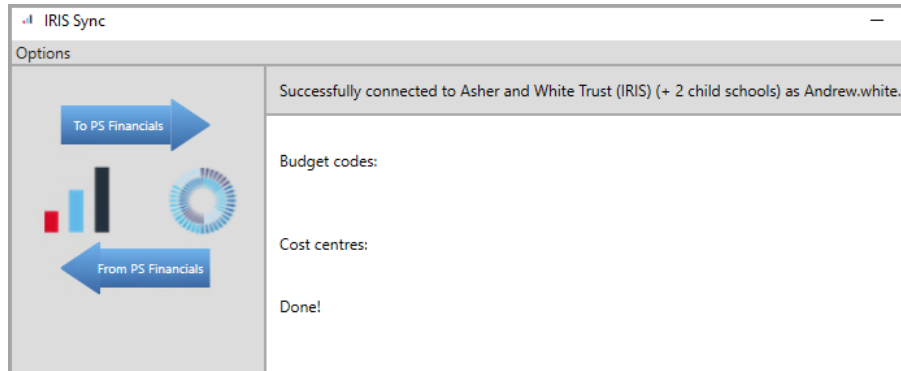 IRIS Sync
Options
Successfully connected to Asher and White Trust (IRIS) (+ 2 child schools) as Andrew.white.
To PS Financials
From PS Financials
Budget codes:
Cost centres:
Done!